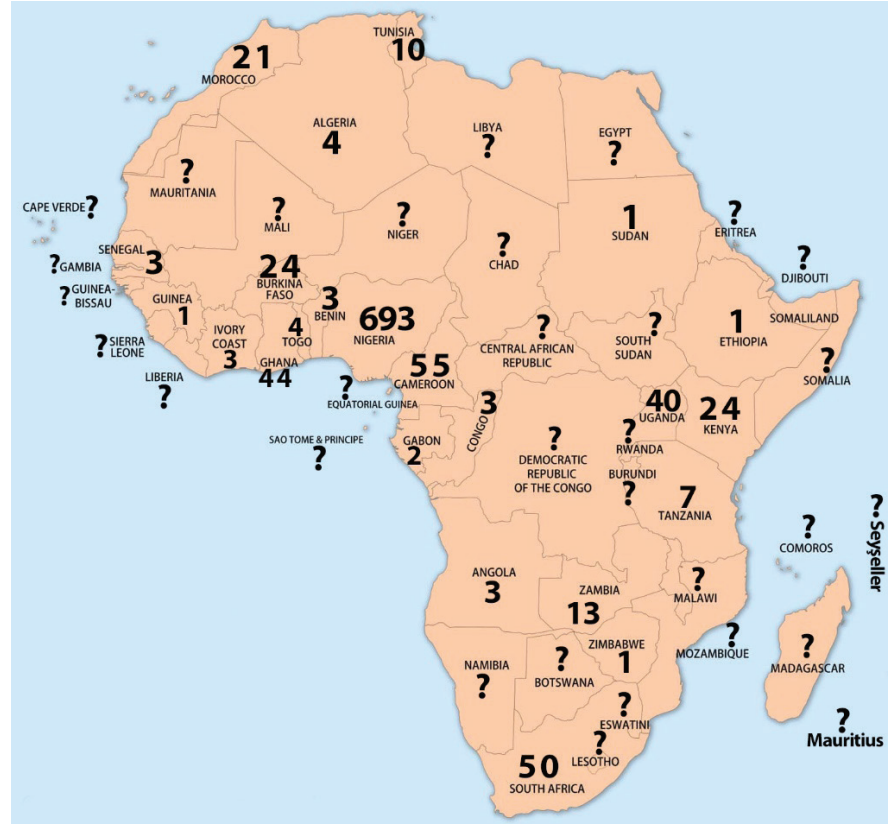 TUNISIA
10
21
MOROCCO
ALGERIA
4
LIBYA
?
EGYPT
?
?
MAURITANIA
CAPE VERDE ?
?
MALI
?
NIGER
?
CHAD
1
SUDAN
?
ERITREA
SENEGAL
3
? GAMBIA
? GUINEA-
BISSAU
24
BURKINA
FASO
?
DJIBOUTI
GUINEA
1
3
BENIN
693
NIGERIA
4
TOGO
IVORY
COAST
3
GHANA
44
? SIERRA
LEONE
LIBERIA
?
?
CENTRAL AFRICAN
REPUBLIC
?
SOUTH
SUDAN
1
ETHIOPIA
SOMALILAND
?
SOMALIA
55
CAMEROON
?
EQUATORIAL GUINEA
3
CONGO
40
UGANDA
24
KENYA
SAO TOME & PRINCIPE
?
GABON
2
?
DEMOCRATIC
REPUBLIC
OF THE CONGO
?
RWANDA
BURUNDI
?
7
TANZANIA
? Seyşeller
?
COMOROS
ANGOLA
3
ZAMBIA
13
?
MALAWI
?
MOZAMBIQUE
?
MADAGASCAR
ZIMBABWE
1
NAMIBIA
?
?
BOTSWANA
?
ESWATINI
?
Mauritius
?
LESOTHO
50
SOUTH AFRICA